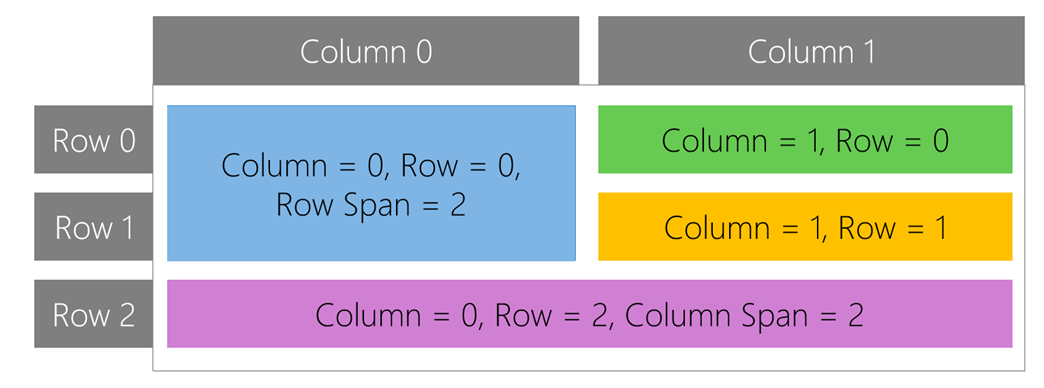 Column 0
Column 1
Row 0
Column = 0, Row = 0,
Row Span = 2
Column = 1, Row = 0
Row 1
Column = 1, Row = 1
Row 2
Column = 0, Row = 2, Column Span = 2